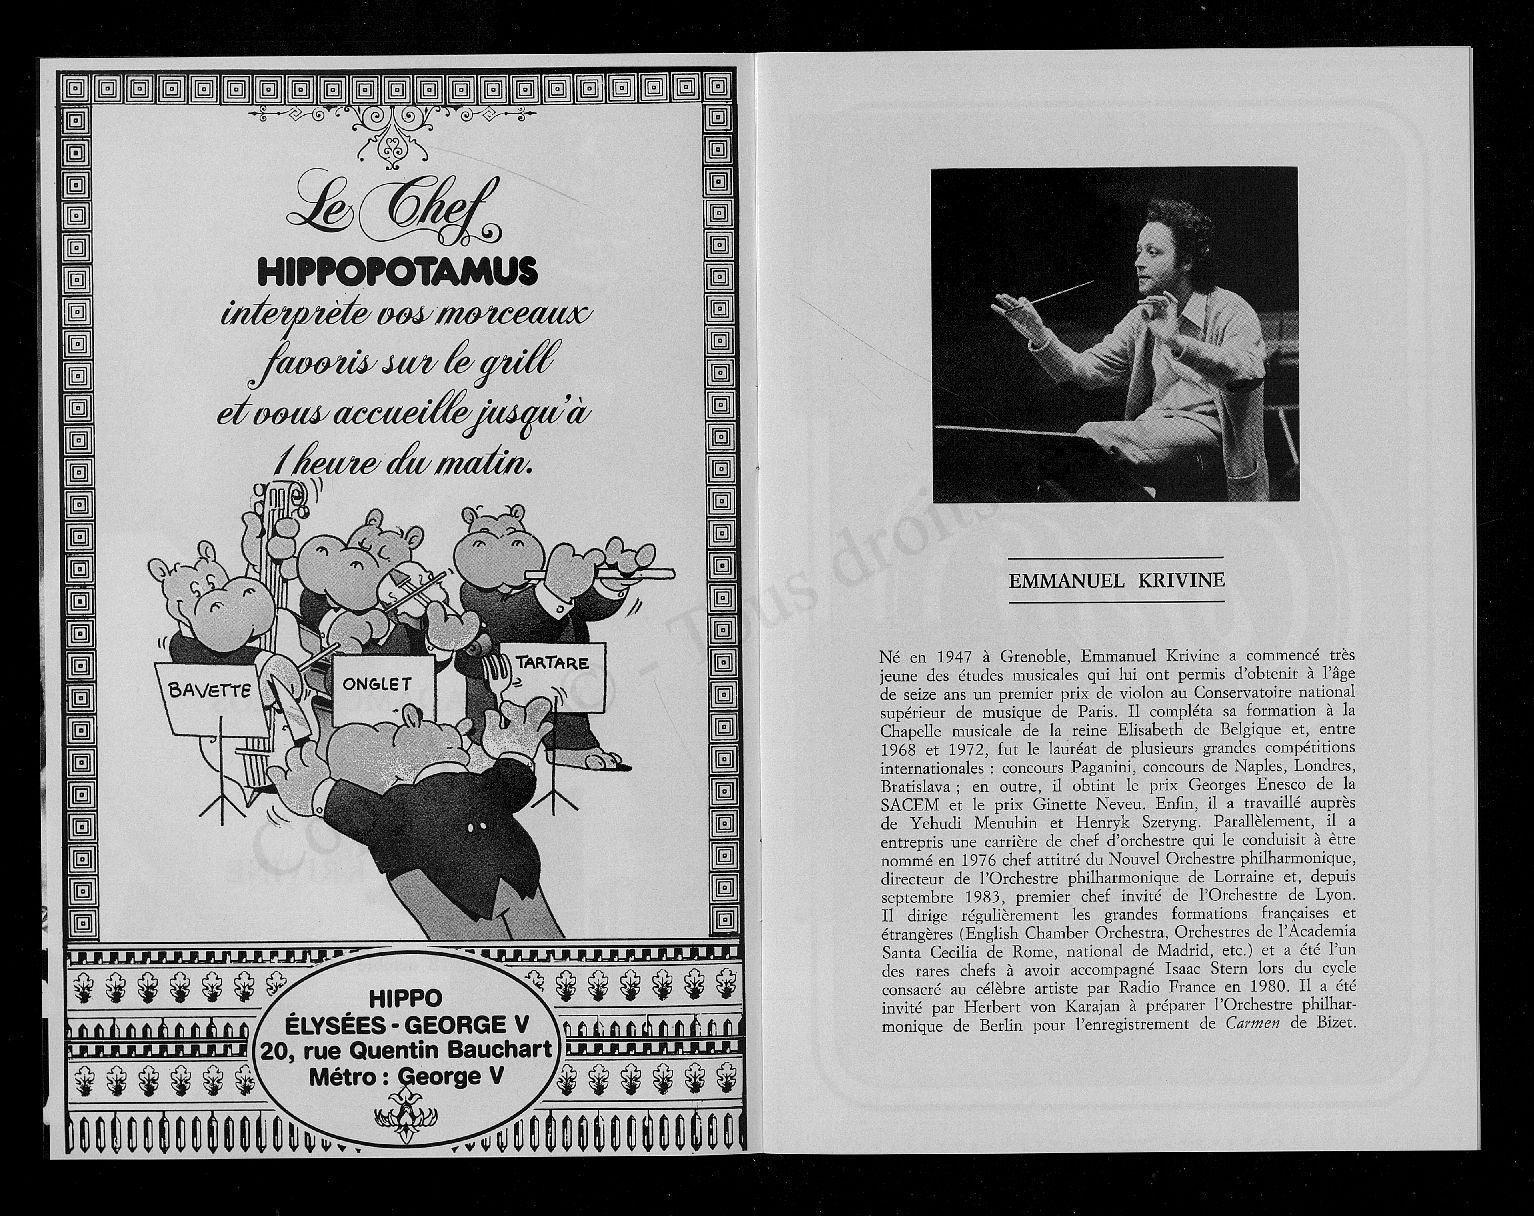 Le Chef
HIPPOPOTAMUS
interprète vos morceaux
favoris sur le grill
et vous accueille jusqu'à
1 heure du matin.
BAVETTE
ONGLET
TARTARE
HIPPO
ÉLYSÉES - GEORGE V
20, rue Quentin Bauchart
Métro : George V
EMMANUEL KRIVINE
Né en 1947 à Grenoble, Emmanuel Krivine a commencé très
jeune des études musicales qui lui ont permis d'obtenir à l'âge
de seize ans un premier prix de violon au Conservatoire national
supérieur de musique de Paris. Il compléta sa formation à la
Chapelle musicale de la reine Elisabeth de Belgique et, entre
1968 et 1972, fut le lauréat de plusieurs grandes compétitions
internationales : concours Paganini, concours de Naples, Londres,
Bratislava ; en outre, il obtint le prix Georges Enesco de la
SACEM et le prix Ginette Neveu. Enfin, il a travaillé auprès
de Yehudi Menuhin et Henryk Szeryng. Parallèlement, il a
entrepris une carrière de chef d'orchestre qui le conduisit à être
nommé en 1976 chef attitré du Nouvel Orchestre philharmonique,
directeur de l'Orchestre philharmonique de Lorraine et, depuis
septembre 1983, premier chef invité de l'Orchestre de Lyon.
Il dirige régulièrement les grandes formations françaises et
étrangères (English Chamber Orchestra, Orchestres de l'Academia
Santa Cecilia de Rome, national de Madrid, etc.) et a été l'un
des rares chefs à avoir accompagné Isaac Stern lors du cycle
consacré au célèbre artiste par Radio France en 1980. Il a été
invité par Herbert von Karajan à préparer l'Orchestre philhar-
monique de Berlin pour l'enregistrement de Carmen de Bizet.
- Tous droits